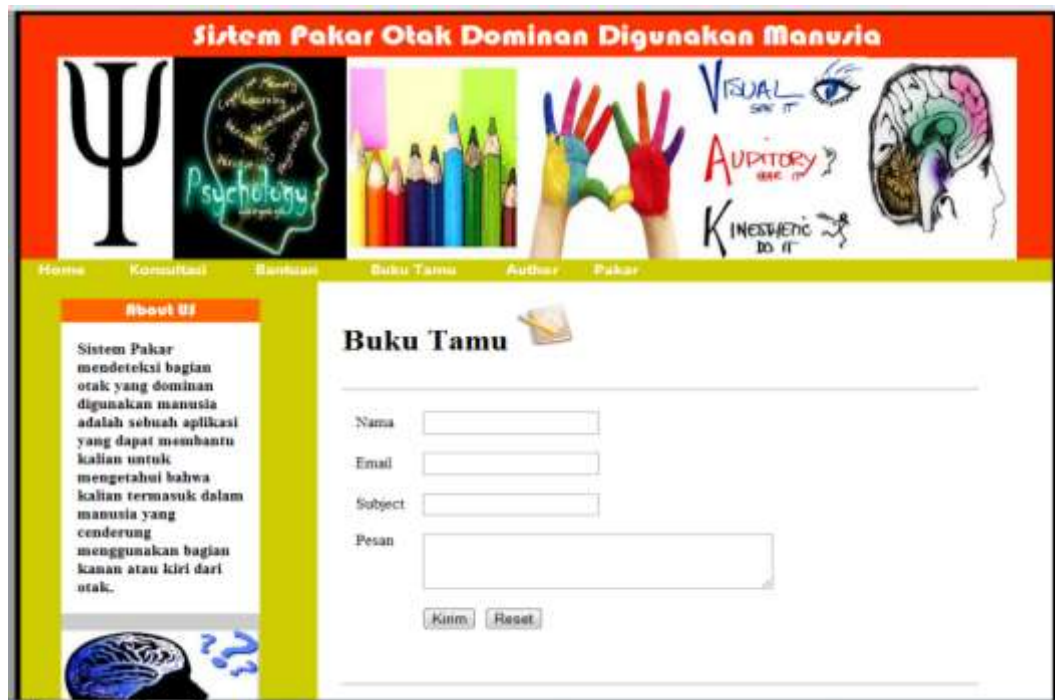 Sistem Pakar Otak Dominan Digunakan Manusia
Psychology
VISUAL
SEE IT
AUDITORY
HEAR IT
KINESTHETIC
DO IT
Home Konsultasi Bantuan Buku Tamu Author Pakar
About US
Sistem Pakar
mendeteksi bagian
otak yang dominan
digunakan manusia
adalah sebuah aplikasi
yang dapat membantu
kalian untuk
mengetahui bahwa
kalian termasuk dalam
manusia yang
cenderung
menggunakan bagian
kanan atau kiri dari
otak.
???
Buku Tamu
Nama
Email
Subject
Pesan
Kirim Reset